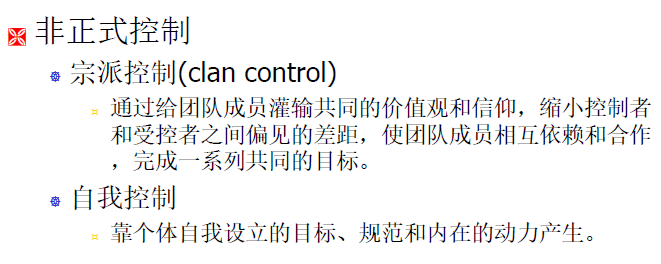 非正式控制
宗派控制(clan control)
通过给团队成员灌输共同的价值观和信仰，缩小控制者
和受控者之间偏见的差距，使团队成员相互依赖和合作
，完成一系列共同的目标。
自我控制
靠个体自我设立的目标、规范和内在的动力产生。